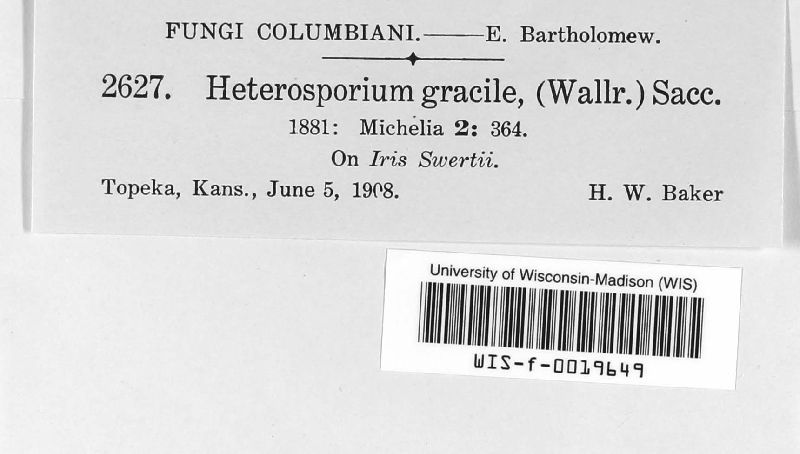 FUNGI COLUMBIANI.——E. Bartholomew.
2627. Heterosporium gracile, (Wallr.) Sacc.
1881: Michelia 2: 364.
On Iris Swertii.
Topeka, Kans., June 5, 1908. H. W. Baker
University of Wisconsin-Madison (WIS)
WIS-f-0019649